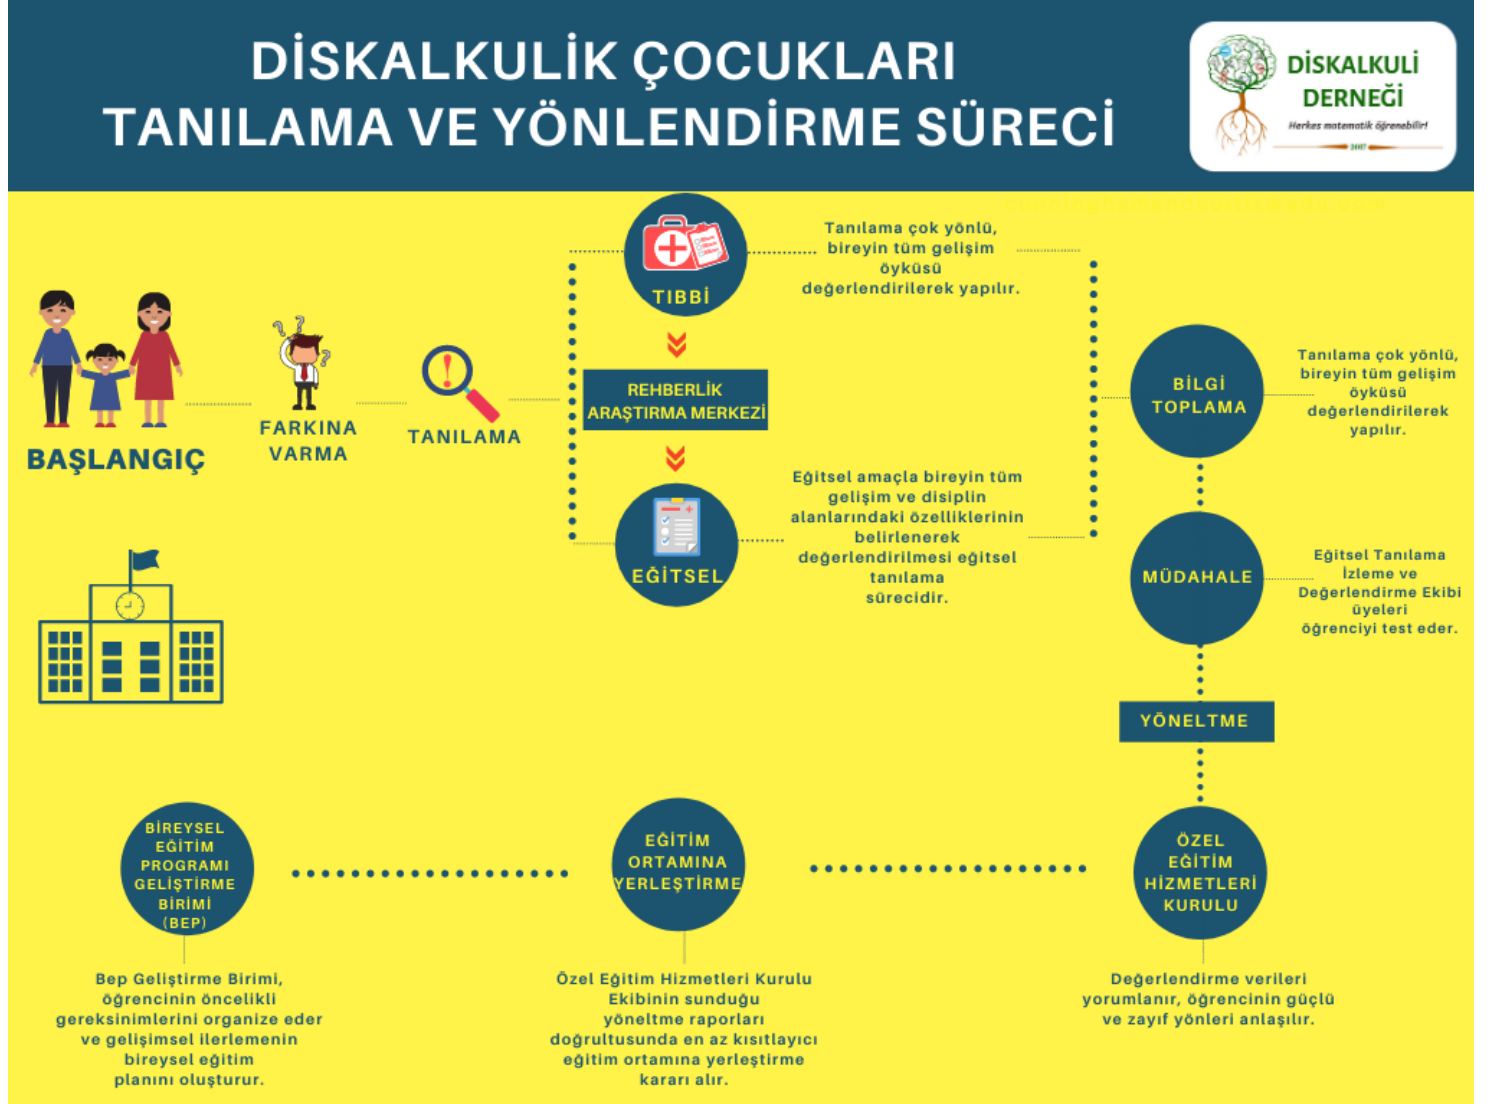 DİSKALKULİK ÇOCUKLARI
TANILAMA VE YÖNLENDİRME SÜRECİ
DİSKALKULİ
DERNEĞİ
Herkes matematik öğrenebilir!
2017
BAŞLANGIÇ
FARKINA
VARMA
TANILAMA
TIBBİ
Tanılama çok yönlü,
bireyin tüm gelişim
öyküsü
değerlendirilerek yapılır.
REHBERLİK
ARAŞTIRMA MERKEZİ
EĞİTSEL
Eğitsel amaçla bireyin tüm
gelişim ve disiplin
alanlarındaki özelliklerinin
belirlenerek
değerlendirilmesi eğitsel
tanılama
sürecidir.
BİLGİ
TOPLAMA
Tanılama çok yönlü,
bireyin tüm gelişim
öyküsü
değerlendirilerek
yapılır.
MÜDAHALE
Eğitsel Tanılama
İzleme ve
Değerlendirme Ekibi
üyeleri
öğrenciyi test eder.
YÖNELTME
ÖZEL
EĞİTİM
HİZMETLERİ
KURULU
Değerlendirme verileri
yorumlanır, öğrencinin güçlü
ve zayıf yönleri anlaşılır.
EĞİTİM
ORTAMINA
YERLEŞTİRME
Özel Eğitim Hizmetleri Kurulu
Ekibinin sunduğu
yöneltme raporları
doğrultusunda en az kısıtlayıcı
eğitim ortamına yerleştirme
kararı alır.
BİREYSEL
EĞİTİM
PROGRAMI
GELİŞTİRME
BİRİMİ
(BEP)
Bep Geliştirme Birimi,
öğrencinin öncelikli
gereksinimlerini organize eder
ve gelişimsel ilerlemenin
bireysel eğitim
planını oluşturur.